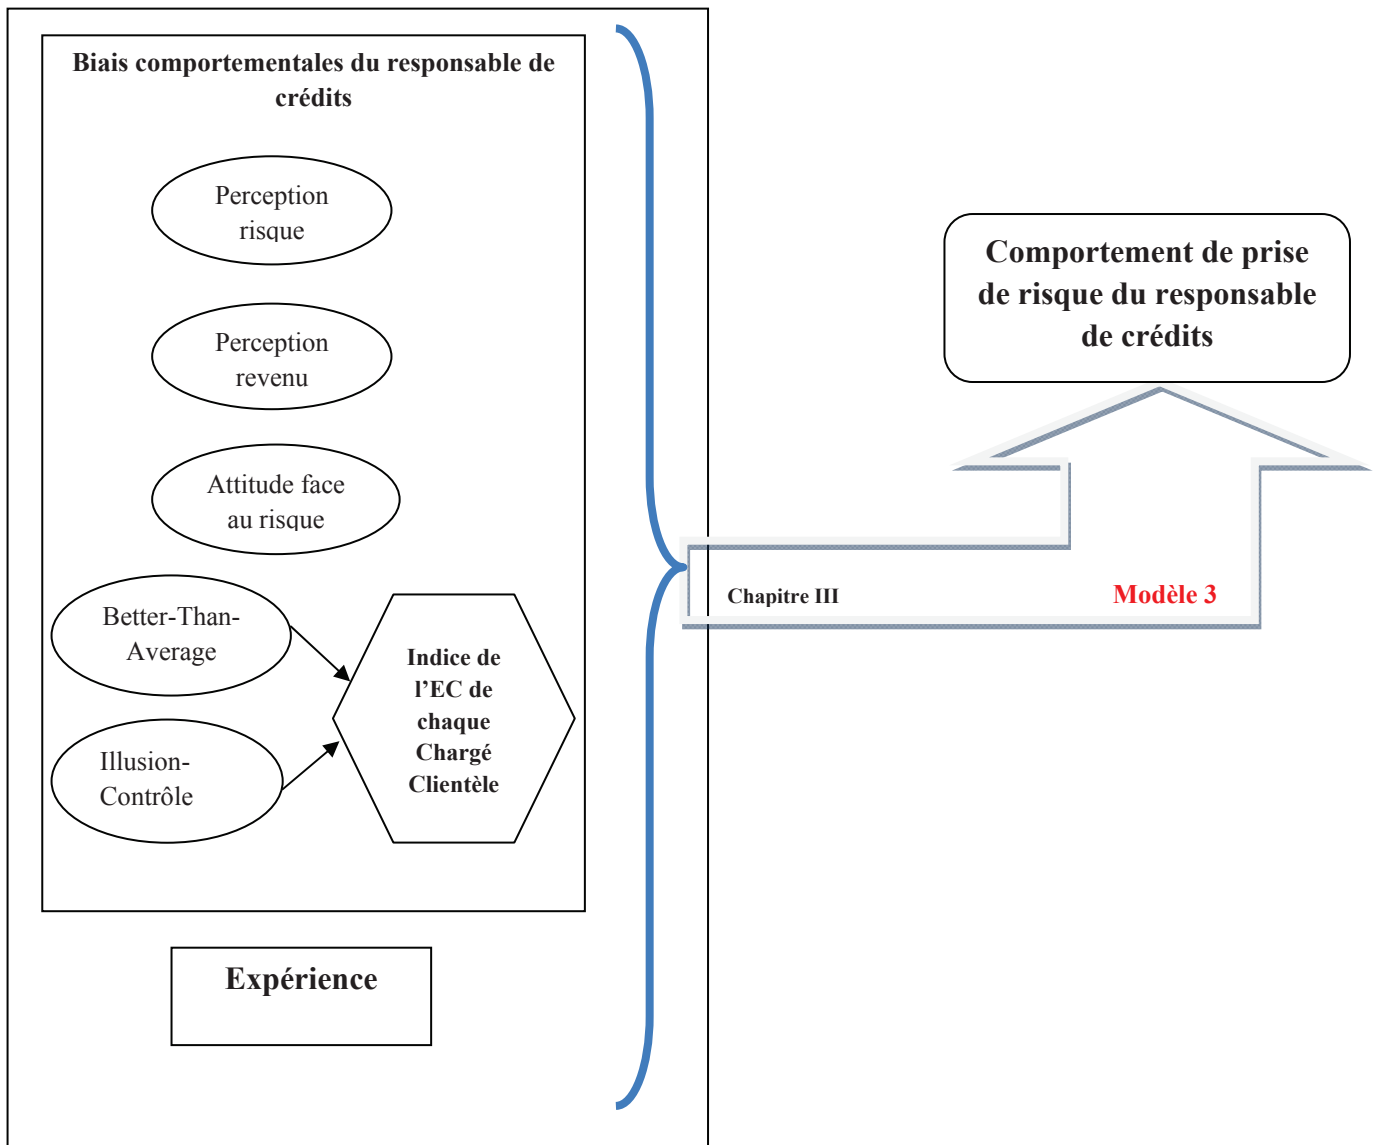 Biais comportementales du responsable de
crédits
Perception
risque
Perception
revenu
Attitude face
au risque
Better-Than-
Average
Illusion-
Contrôle
Indice de
l’EC de
chaque
Chargé
Clientèle
Expérience
Chapitre III
Modèle 3
Comportement de prise
de risque du responsable
de crédits